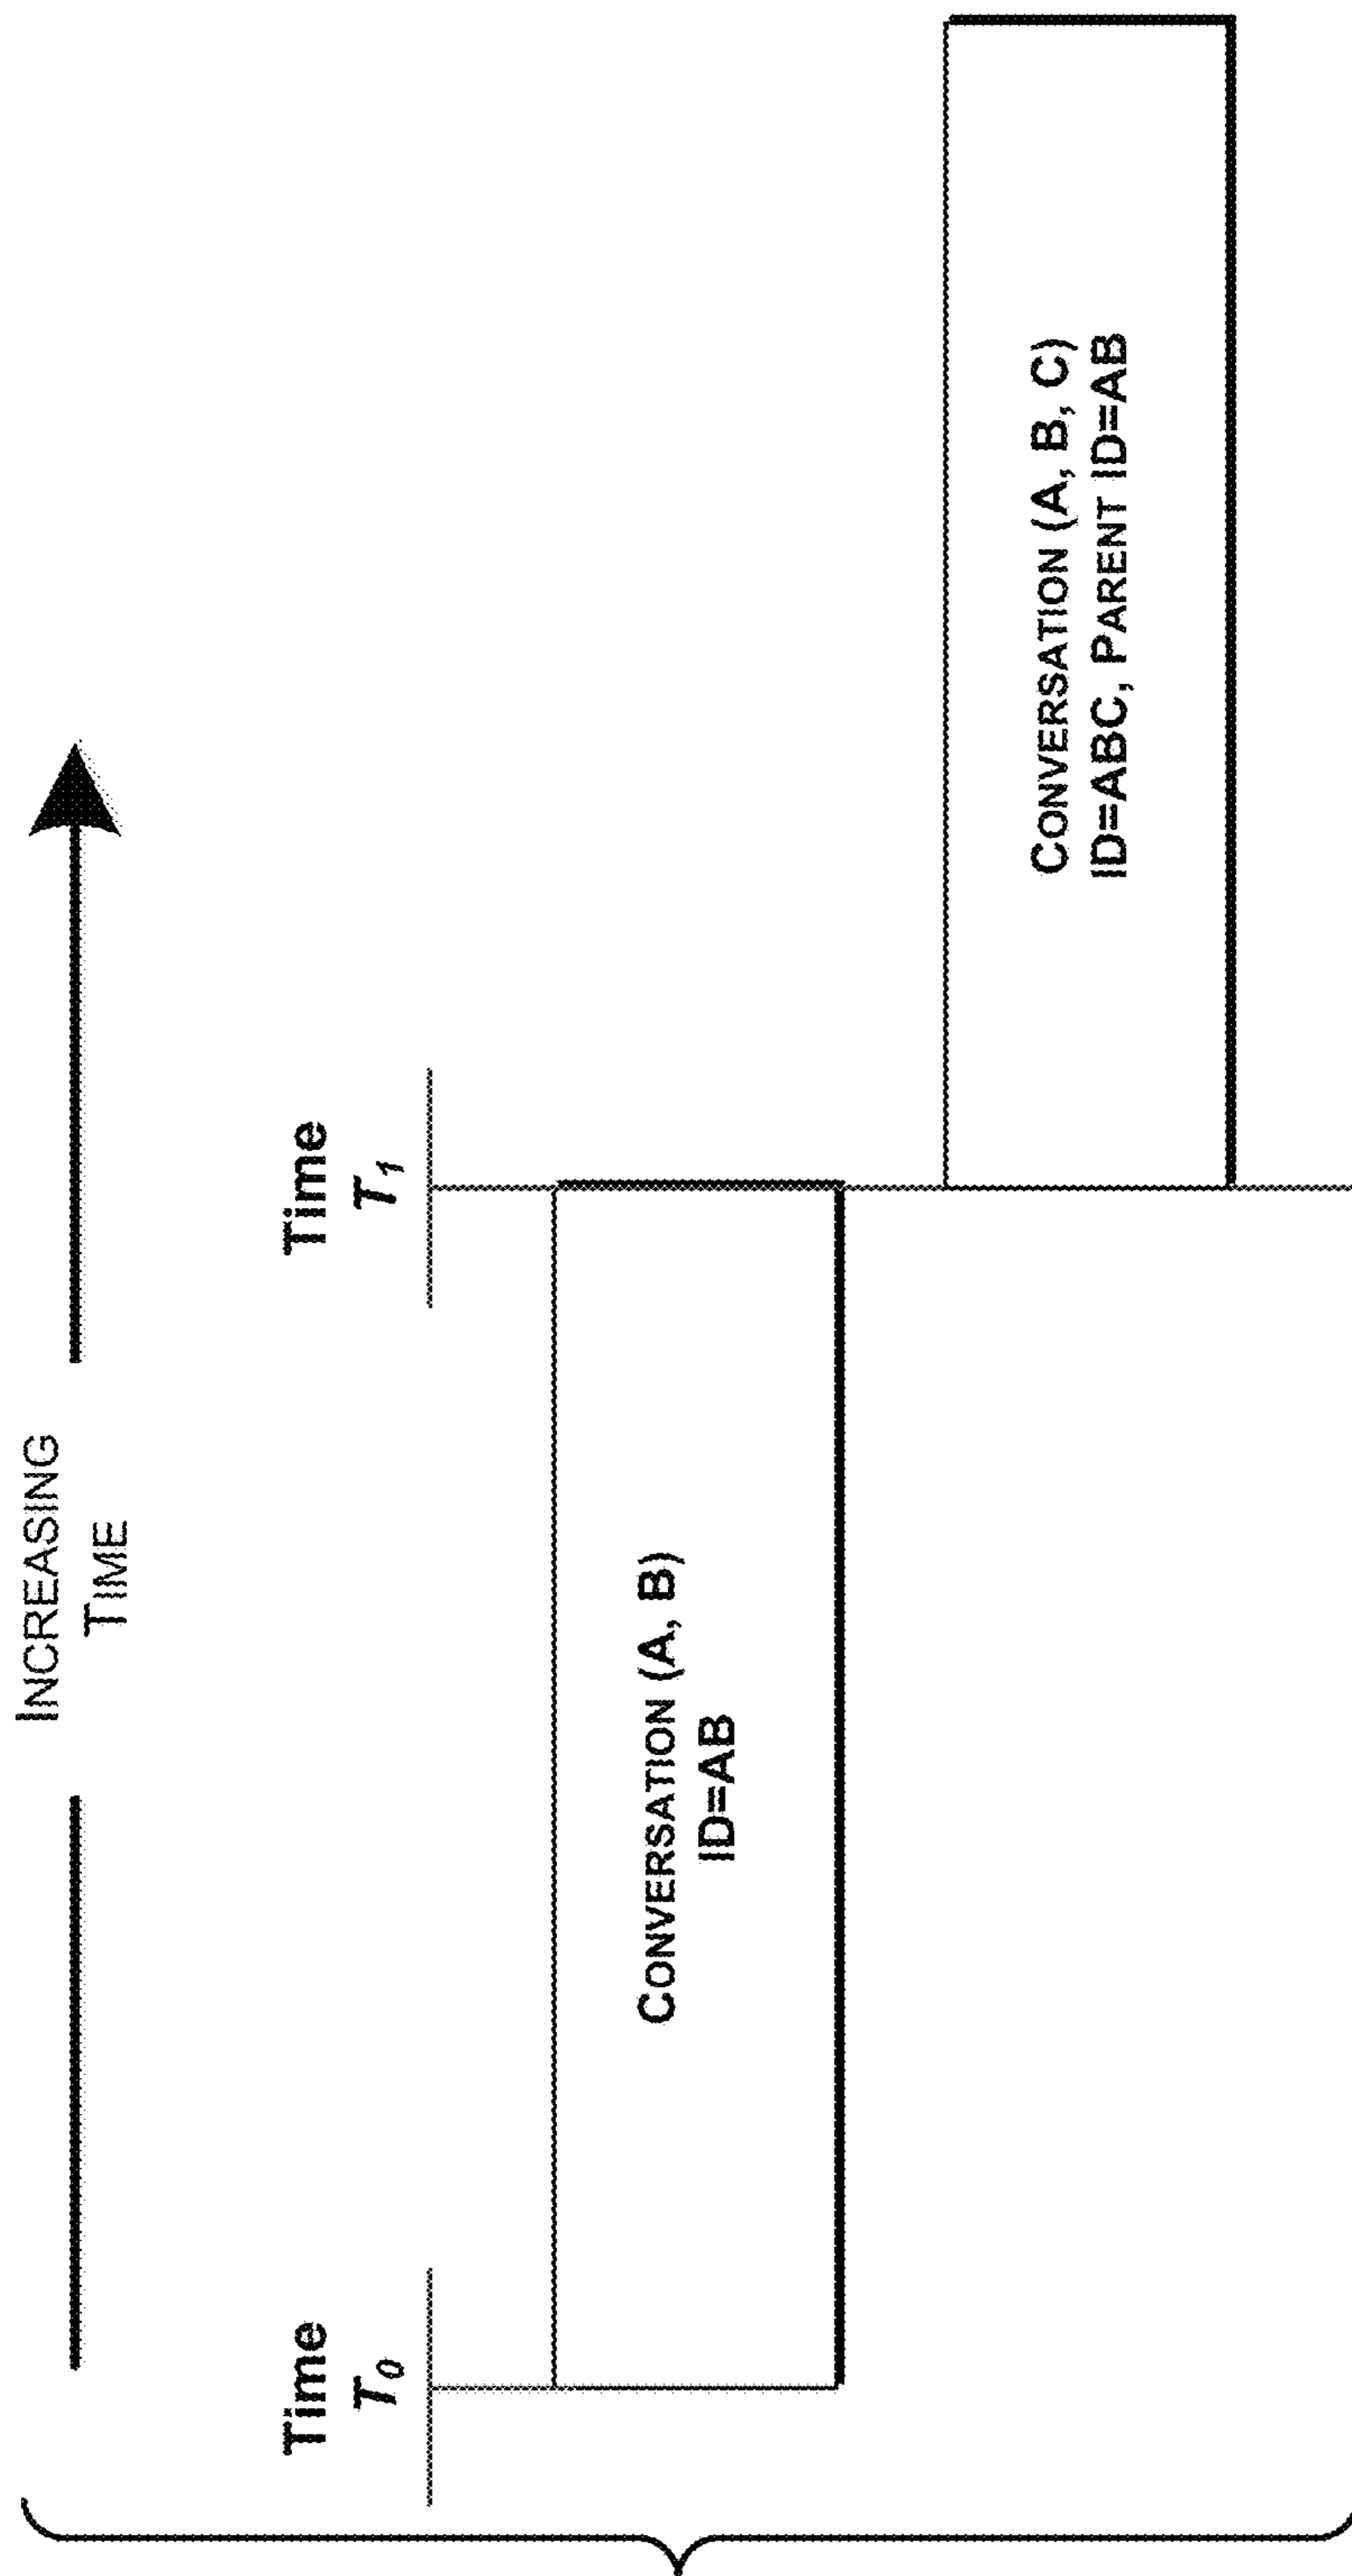 INCREASING
TIME
Time
T0
Time
T1
CONVERSATION (A, B)
ID=AB
CONVERSATION (A, B, C)
ID=ABC, PARENT ID=AB